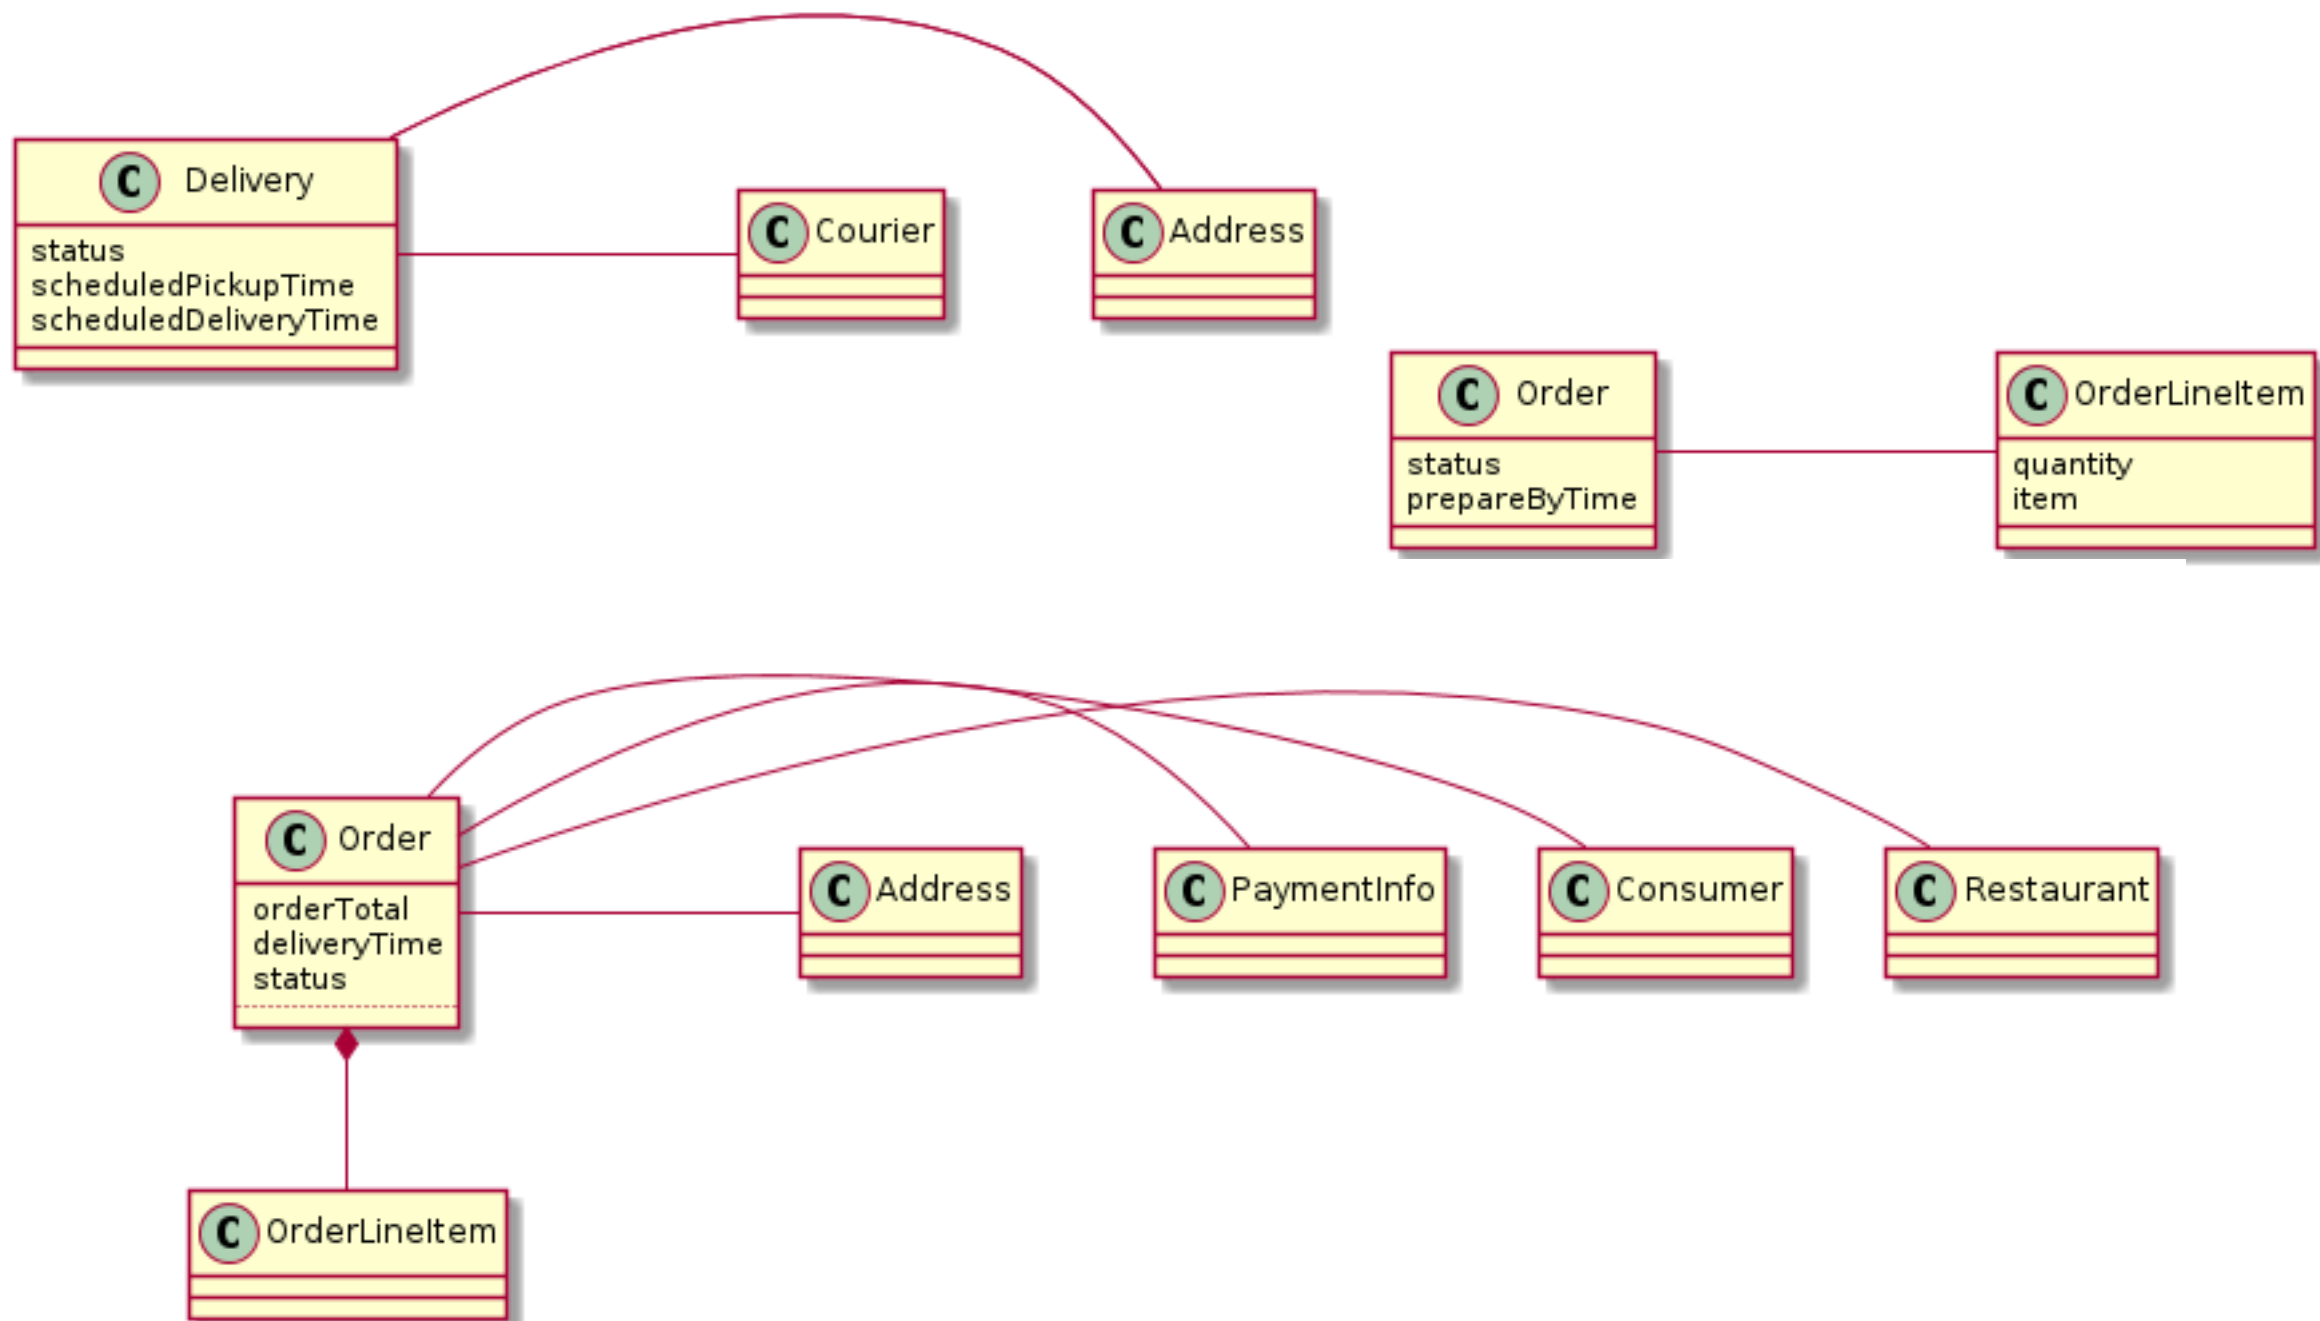 C Delivery
status
scheduledPickupTime
scheduledDeliveryTime
C Courier
C Address
C Order
status
prepareByTime
C OrderLineItem
quantity
item
C Order
orderTotal
deliveryTime
status
C Address
C PaymentInfo
C Consumer
C Restaurant
C OrderLineItem